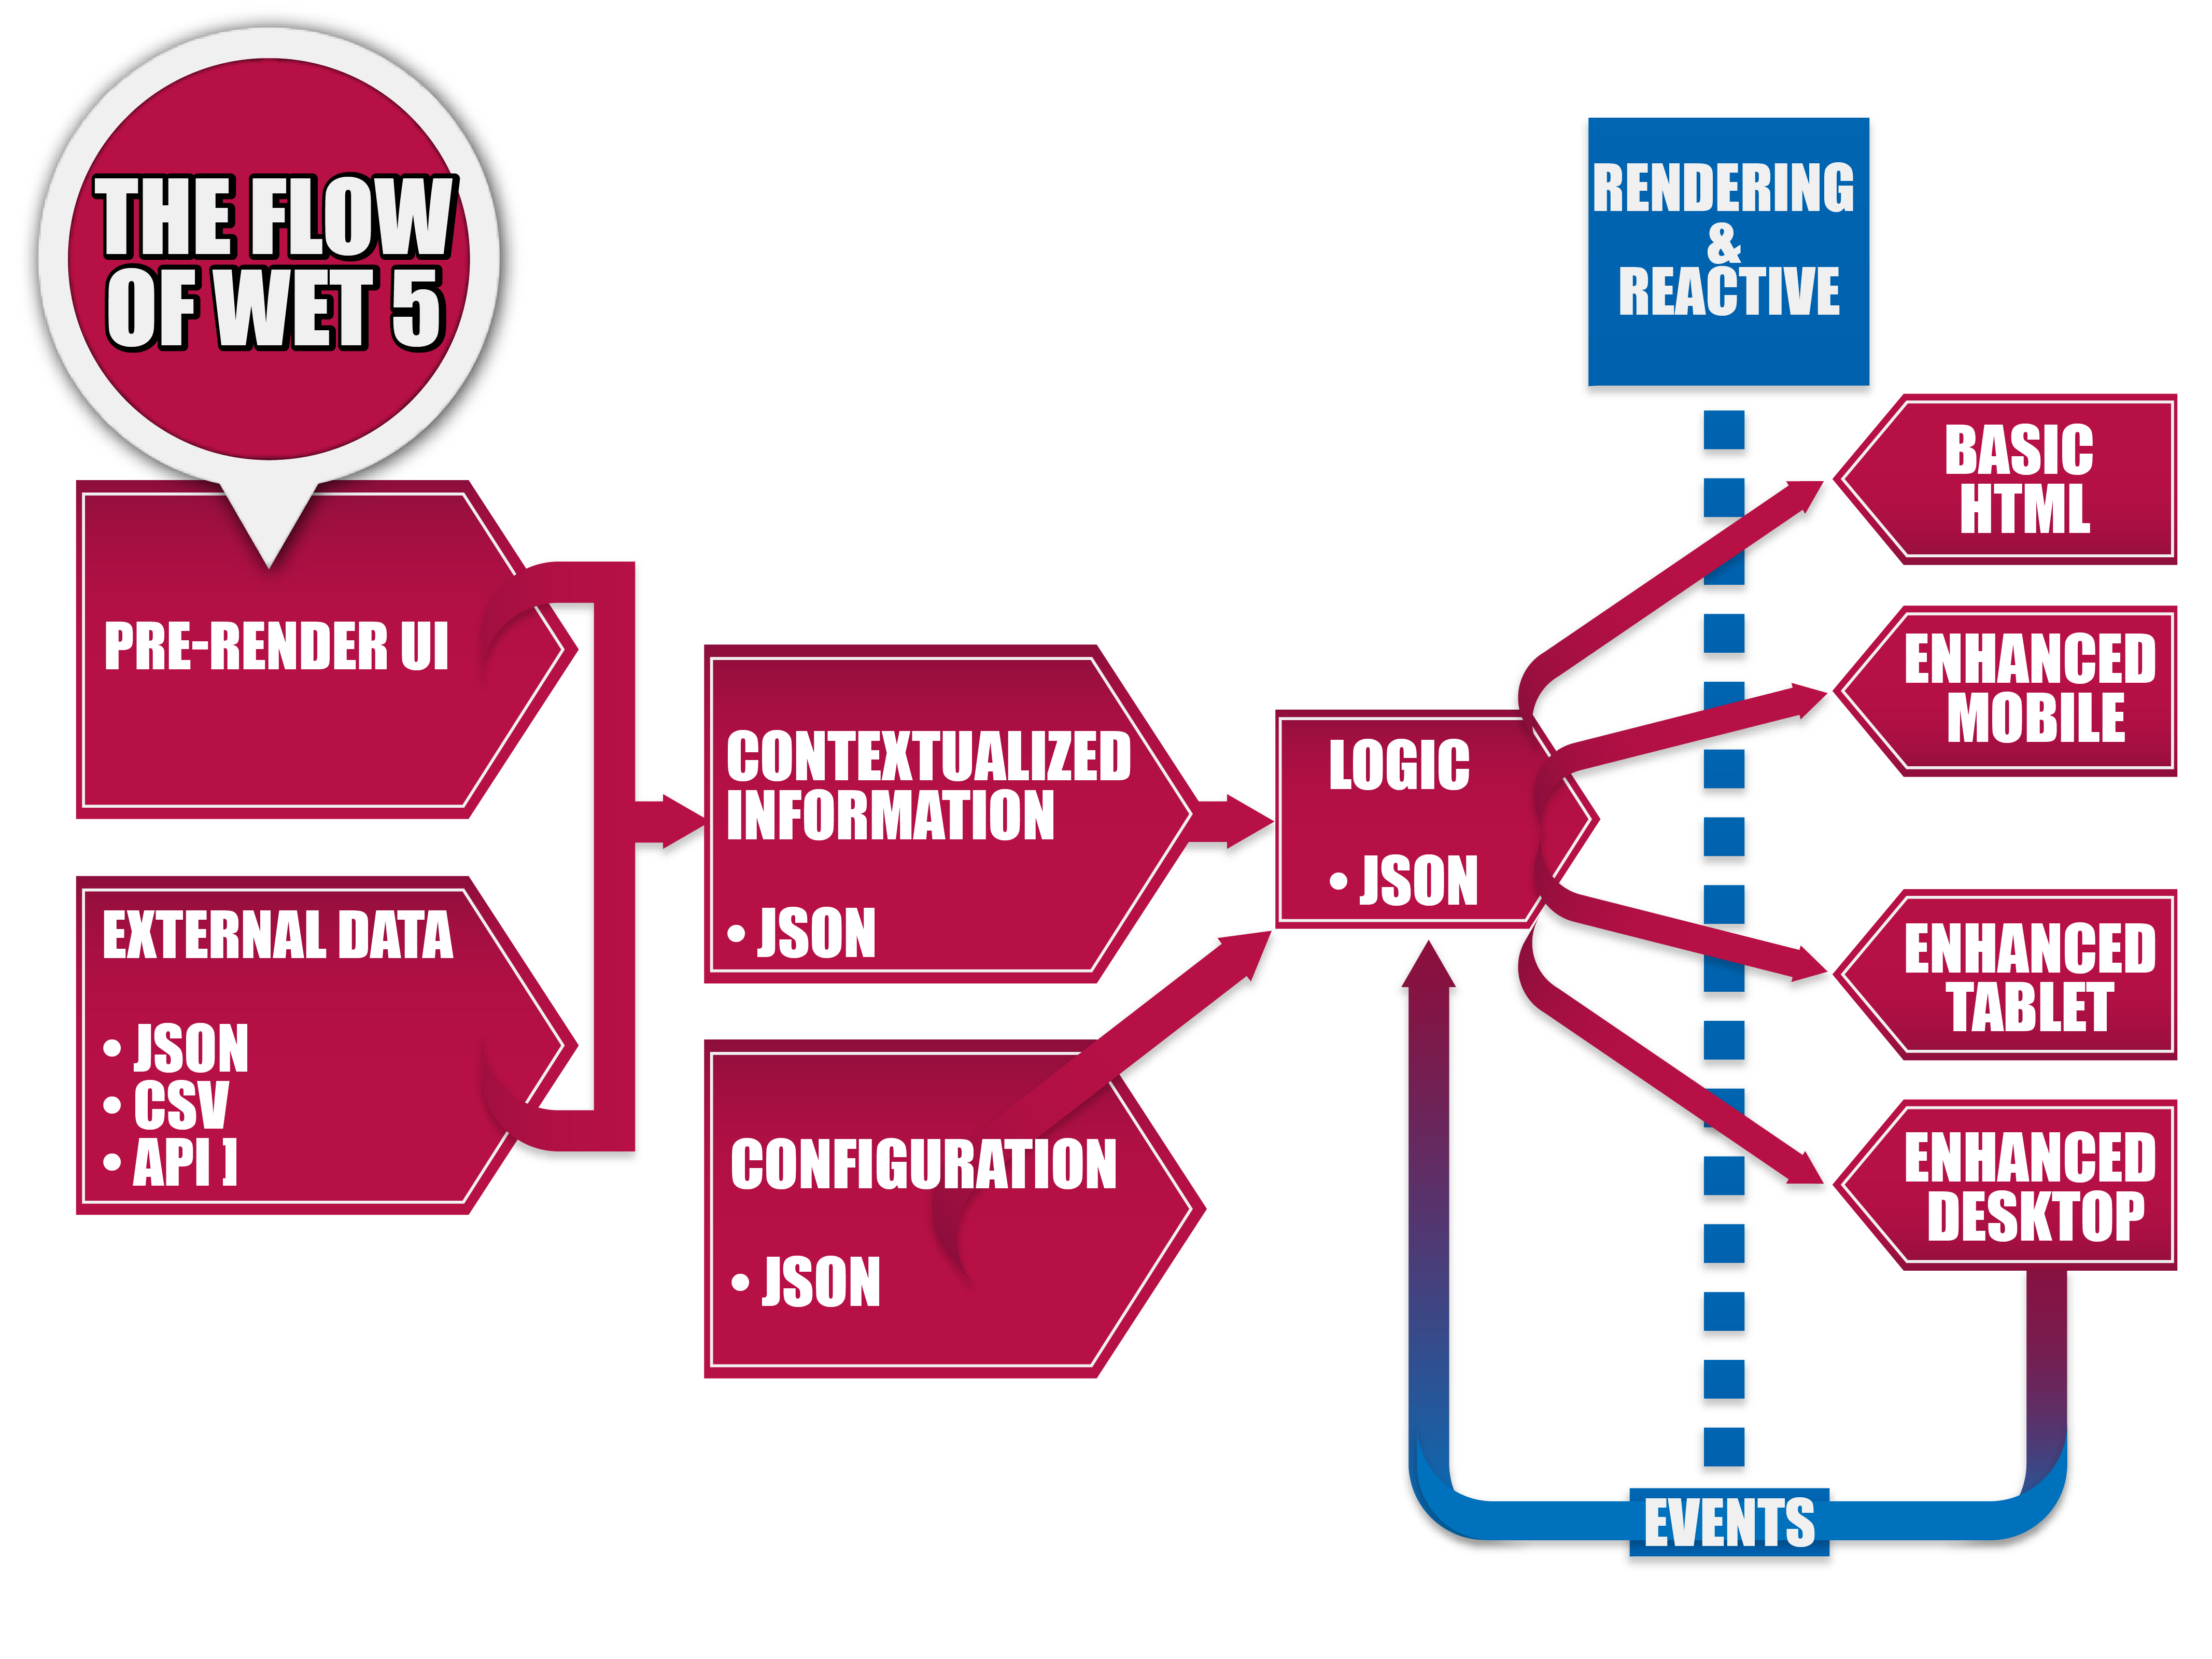 THE FLOW
OF WET 5
PRE-RENDER UI
EXTERNAL DATA
• JSON
• CSV
• API ]
CONTEXTUALIZED
INFORMATION
• JSON
CONFIGURATION
• JSON
LOGIC
• JSON
RENDERING
&
REACTIVE
BASIC
HTML
ENHANCED
MOBILE
ENHANCED
TABLET
ENHANCED
DESKTOP
EVENTS